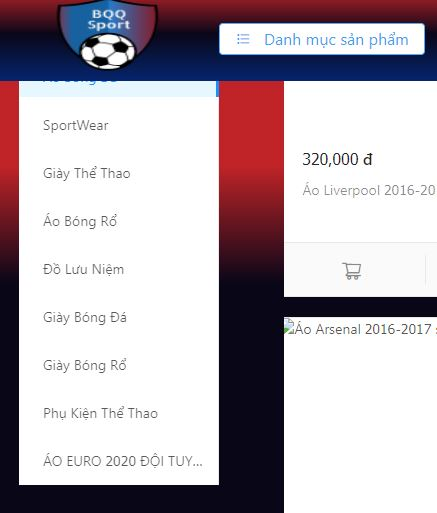 BQQ
Sport
Danh mục sản phẩm
SportWear
Giày Thể Thao
Áo Bóng Rổ
Đồ Lưu Niệm
Giày Bóng Đá
Giày Bóng Rổ
Phụ Kiện Thể Thao
ÁO EURO 2020 ĐỘI TUY...
320,000 đ
Áo Liverpool 2016-20
Áo Arsenal 2016-2017